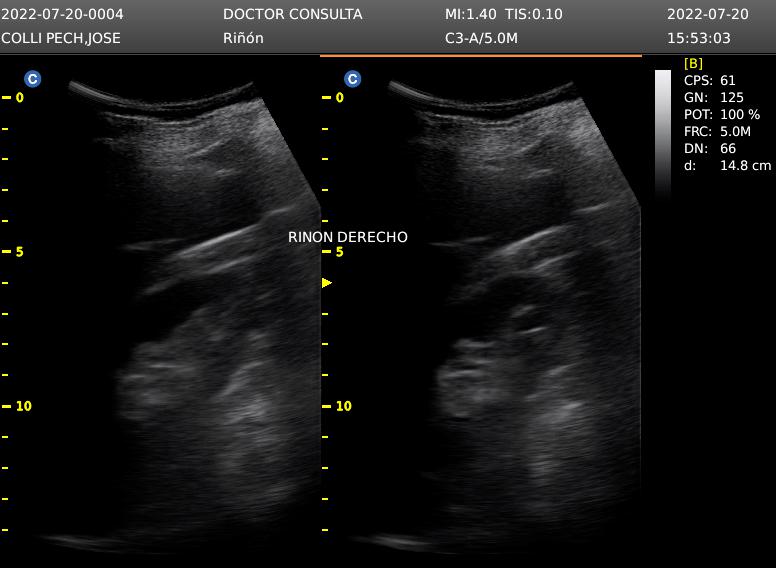 2022-07-20-0004 DOCTOR CONSULTA MI:1.40 TIS:0.10 2022-07-20
COLLI PECH,JOSE Riñón C3-A/5.0M 15:53:03
C C [B]
0 0 CPS: 61
GN: 125
POT: 100 %
FRC: 5.0M
DN: 66
d: 14.8 cm
RINON DERECHO
5 5
10 10